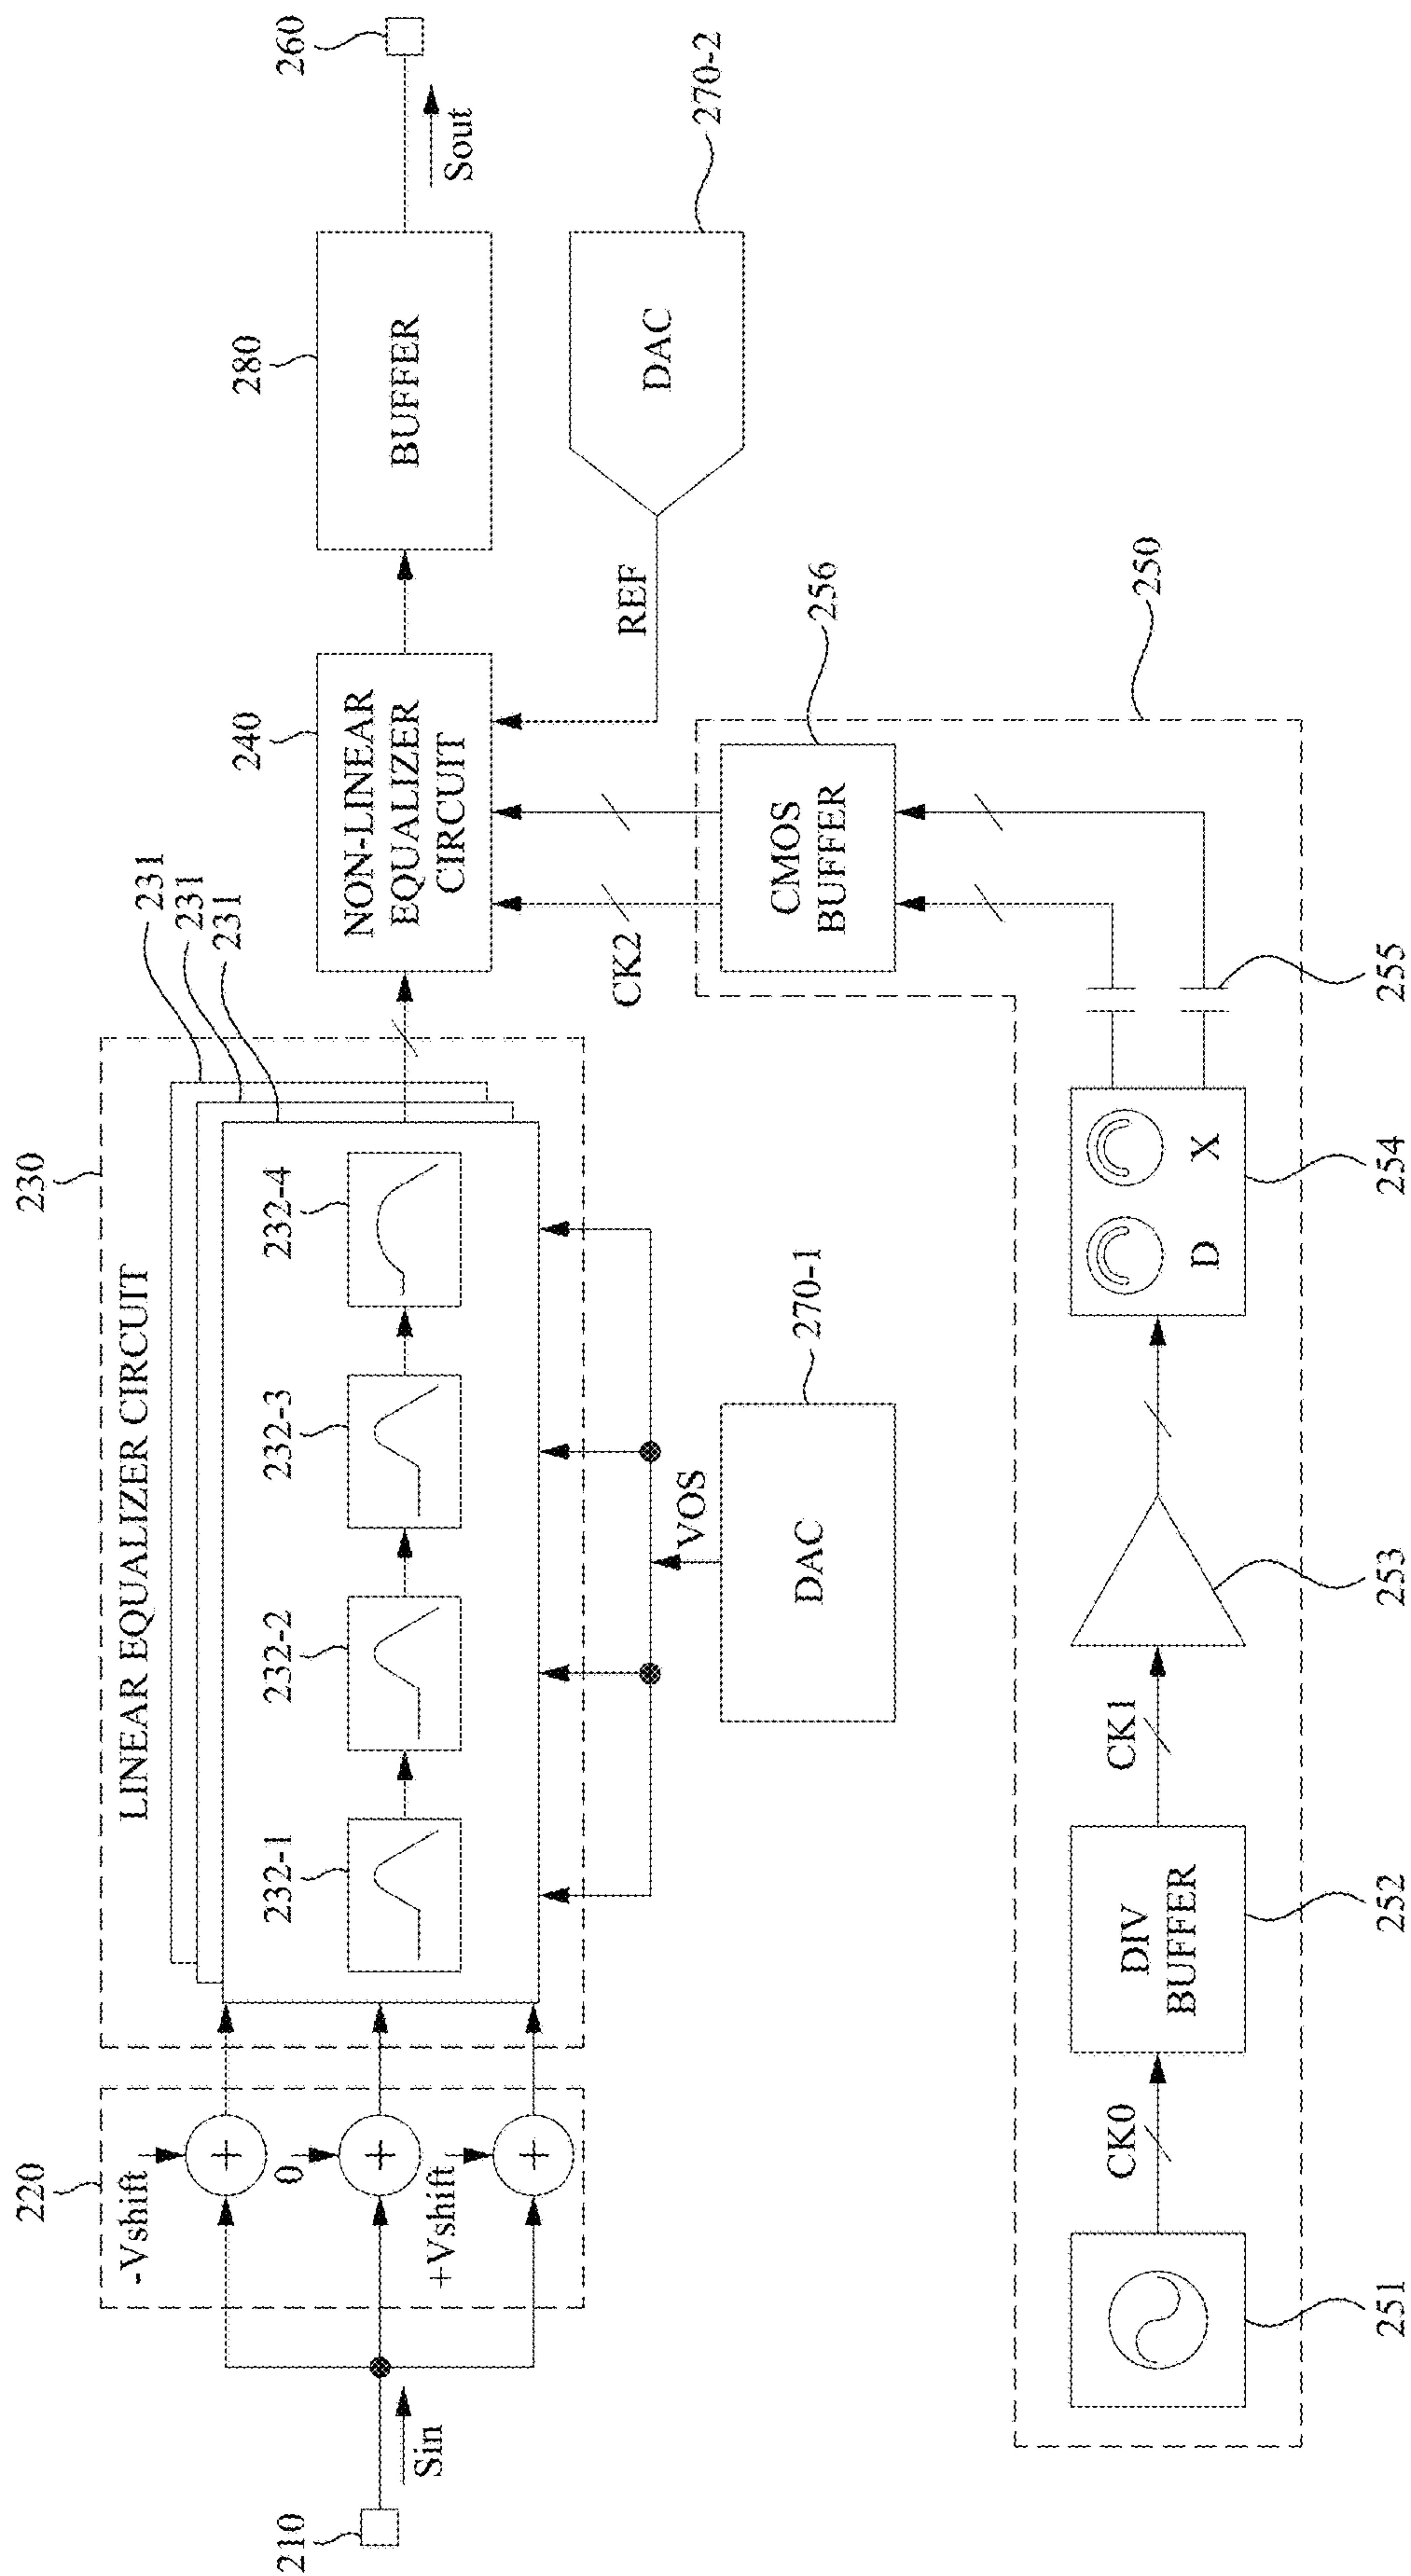 210
Sin
220
-Vshift
0
+Vshift
230
LINEAR EQUALIZER CIRCUIT
231
231
231
232-1
232-2
232-3
232-4
VOS
DAC
270-1
240
NON-LINEAR
EQUALIZER
CIRCUIT
280
BUFFER
260
Sout
DAC
270-2
REF
CK2
CMOS
BUFFER
256
250
251
CK0
DIV
BUFFER
252
CK1
253
D
X
254
255